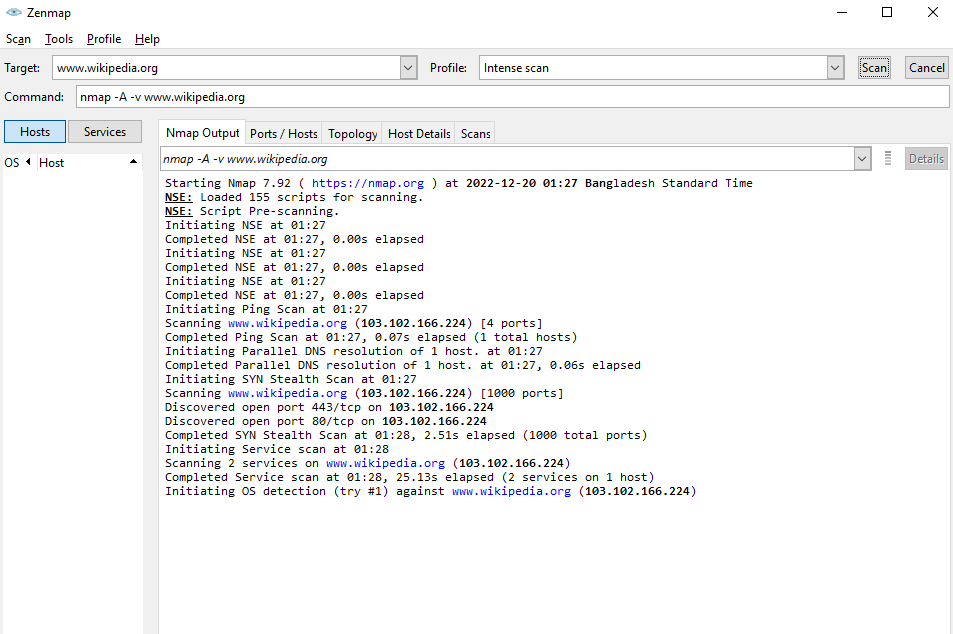 Zenmap
Scan Tools Profile Help
Target: www.wikipedia.org Profile: Intense scan Scan Cancel
Command: nmap -A -v www.wikipedia.org
Hosts Services
OS Host
Nmap Output Ports / Hosts Topology Host Details Scans
nmap -A -v www.wikipedia.org Details
Starting Nmap 7.92 ( https://nmap.org ) at 2022-12-20 01:27 Bangladesh Standard Time
NSE: Loaded 155 scripts for scanning.
NSE: Script Pre-scanning.
Initiating NSE at 01:27
Completed NSE at 01:27, 0.00s elapsed
Initiating NSE at 01:27
Completed NSE at 01:27, 0.00s elapsed
Initiating NSE at 01:27
Completed NSE at 01:27, 0.00s elapsed
Initiating Ping Scan at 01:27
Scanning www.wikipedia.org (103.102.166.224) [4 ports]
Completed Ping Scan at 01:27, 0.07s elapsed (1 total hosts)
Initiating Parallel DNS resolution of 1 host. at 01:27
Completed Parallel DNS resolution of 1 host. at 01:27, 0.06s elapsed
Initiating SYN Stealth Scan at 01:27
Scanning www.wikipedia.org (103.102.166.224) [1000 ports]
Discovered open port 443/tcp on 103.102.166.224
Discovered open port 80/tcp on 103.102.166.224
Completed SYN Stealth Scan at 01:28, 2.51s elapsed (1000 total ports)
Initiating Service scan at 01:28
Scanning 2 services on www.wikipedia.org (103.102.166.224)
Completed Service scan at 01:28, 25.13s elapsed (2 services on 1 host)
Initiating OS detection (try #1) against www.wikipedia.org (103.102.166.224)